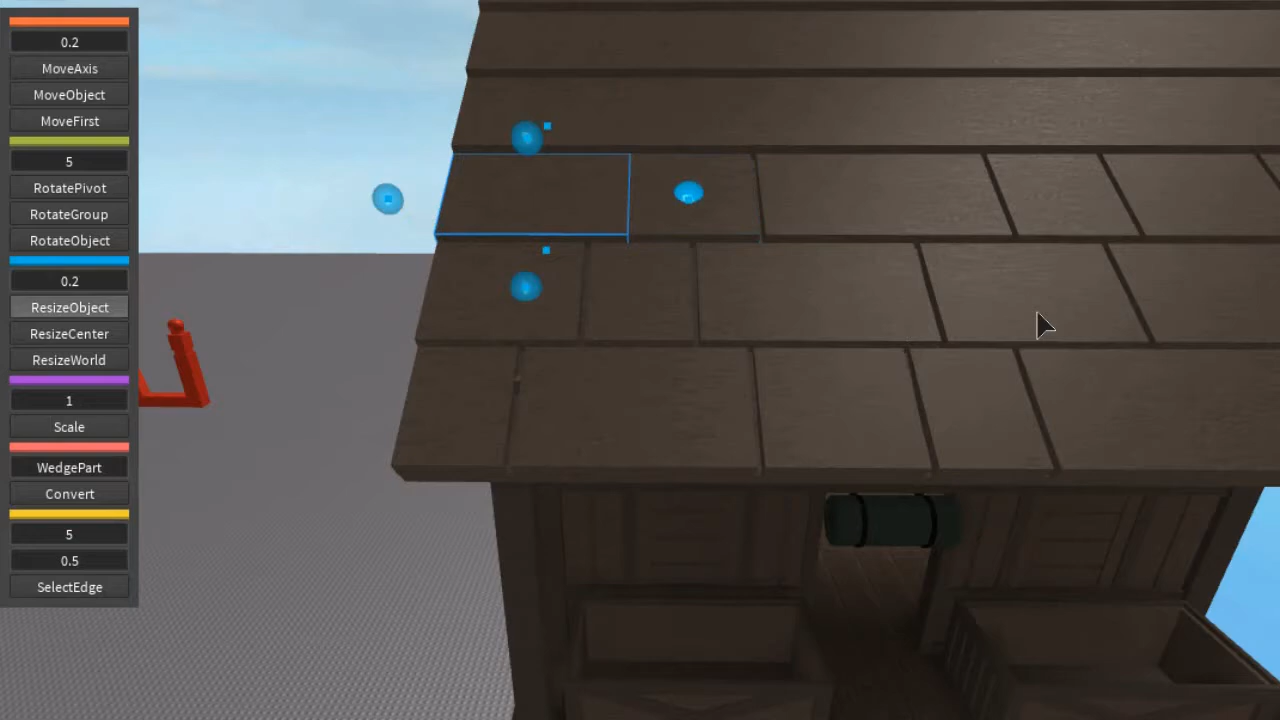 0.2
MoveAxis
MoveObject
MoveFirst
5
RotatePivot
RotateGroup
RotateObject
0.2
ResizeObject
ResizeCenter
ResizeWorld
1
Scale
WedgePart
Convert
5
0.5
SelectEdge